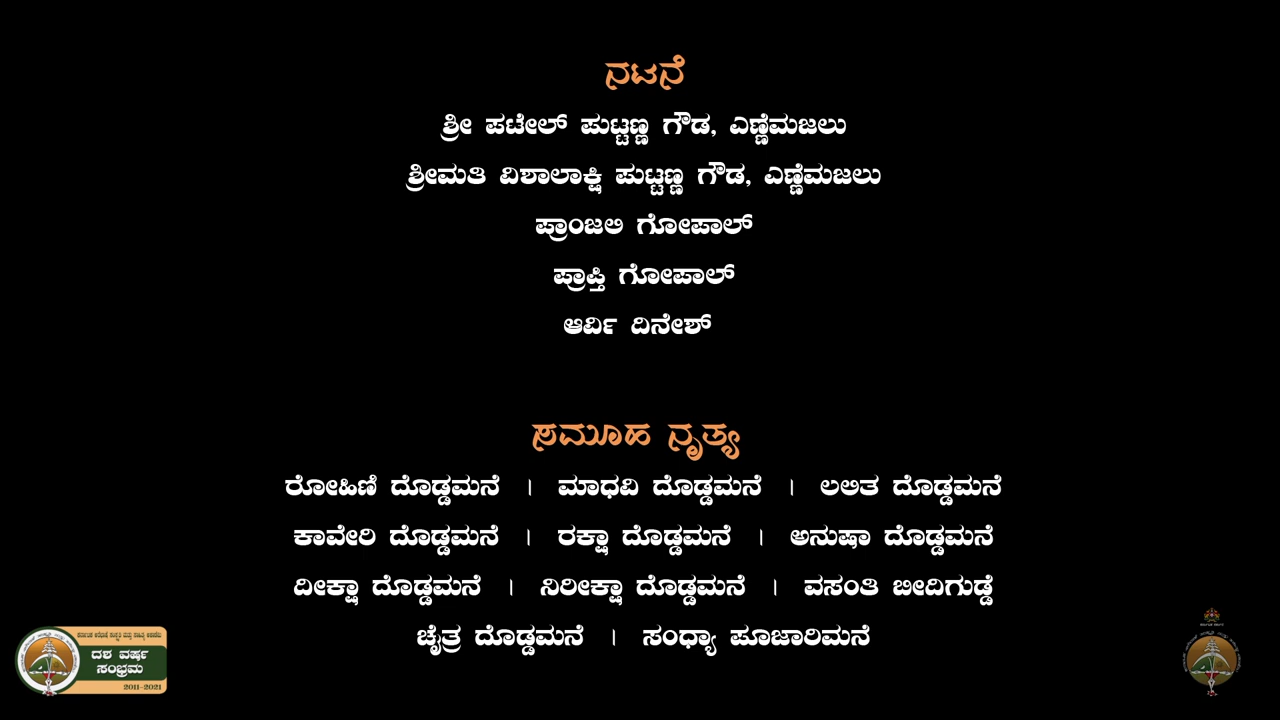 ನಟನೆ
ಶ್ರೀ ಪಟೇಲ್ ಪುಟ್ಟಣ್ಣ ಗೌಡ, ಎಣ್ಣೆಮಜಲು
ಶ್ರೀಮತಿ ವಿಶಾಲಾಕ್ಷಿ ಪುಟ್ಟಣ್ಣ ಗೌಡ, ಎಣ್ಣೆಮಜಲು
ಪ್ರಾಂಜಲಿ ಗೋಪಾಲ್
ಪ್ರಾಪ್ತಿ ಗೋಪಾಲ್
ಆರ್ವಿ ದಿನೇಶ್
ಸಮೂಹ ನೃತ್ಯ
ರೋಹಿಣಿ ದೊಡ್ಡಮನೆ | ಮಾಧವಿ ದೊಡ್ಡಮನೆ | ಲಲಿತ ದೊಡ್ಡಮನೆ
ಕಾವೇರಿ ದೊಡ್ಡಮನೆ | ರಕ್ಷಾ ದೊಡ್ಡಮನೆ | ಅನುಷಾ ದೊಡ್ಡಮನೆ
ದೀಕ್ಷಾ ದೊಡ್ಡಮನೆ | ನಿರೀಕ್ಷಾ ದೊಡ್ಡಮನೆ | ವಸಂತಿ ಬೀದಿಗುಡ್ಡೆ
ಚೈತ್ರ ದೊಡ್ಡಮನೆ | ಸಂಧ್ಯಾ ಪೂಜಾರಿಮನೆ
ದಶ ವರ್ಷ
ಸಂಭ್ರಮ
2011-2021